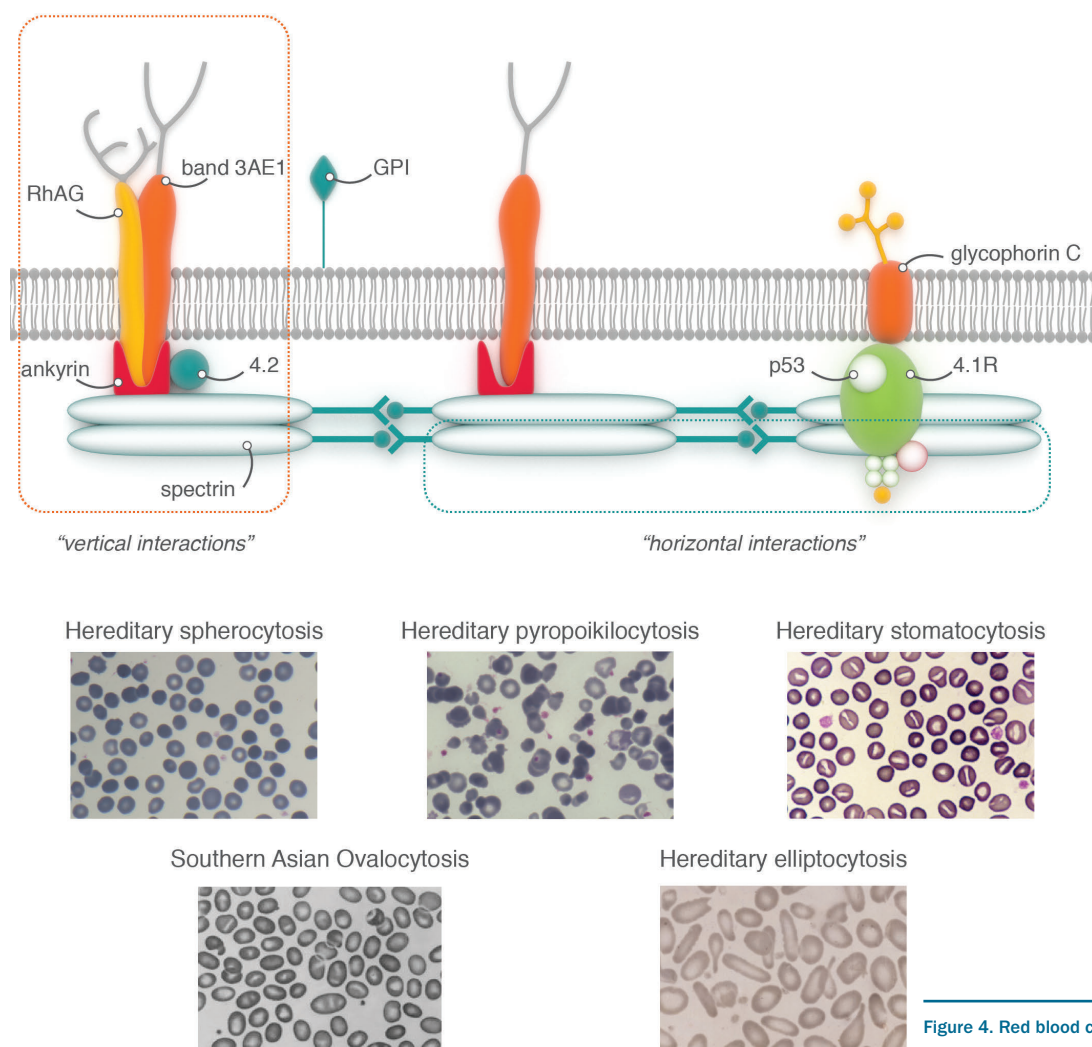 band 3AE1
GPI
RhAG
glycophorin C
ankyrin
4.2
p53
4.1R
spectrin
“vertical interactions”
“horizontal interactions”
Hereditary spherocytosis
Hereditary pyropoikilocytosis
Hereditary stomatocytosis
Southern Asian Ovalocytosis
Hereditary elliptocytosis
Figure 4. Red blood c